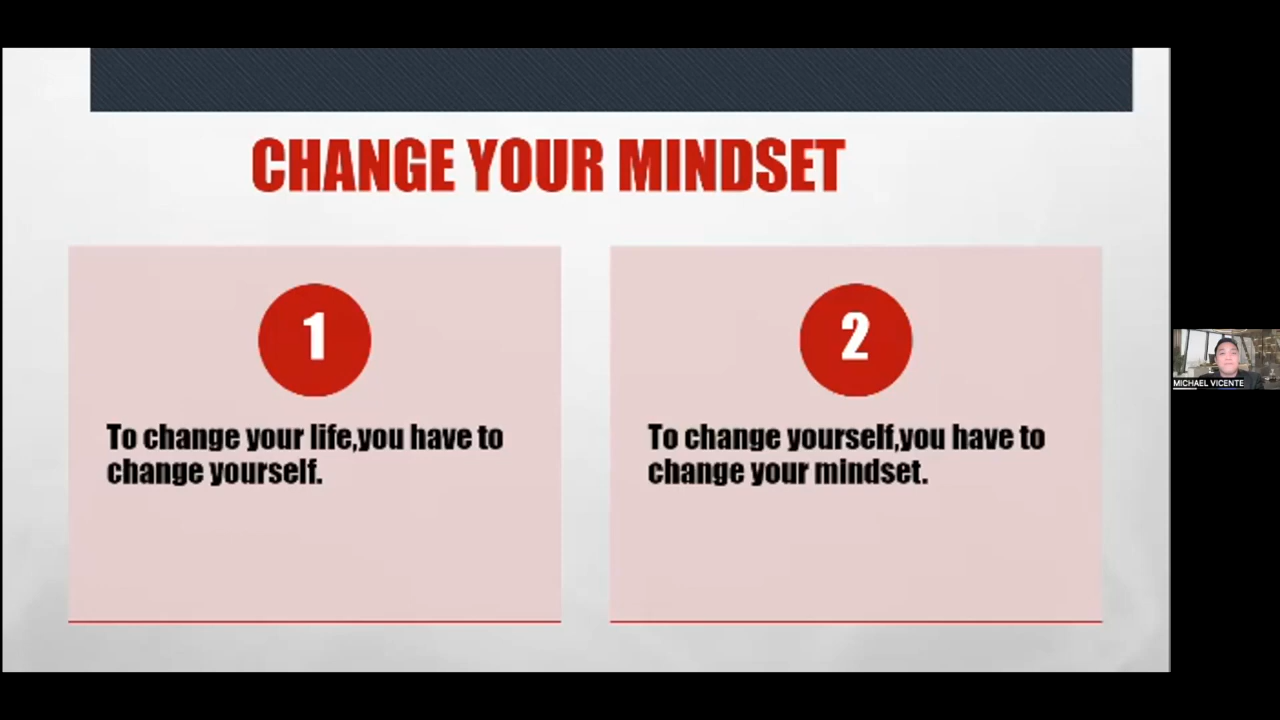 CHANGE YOUR MINDSET
1
To change your life,you have to
change yourself.
2
To change yourself,you have to
change your mindset.
MICHAEL VICENTE